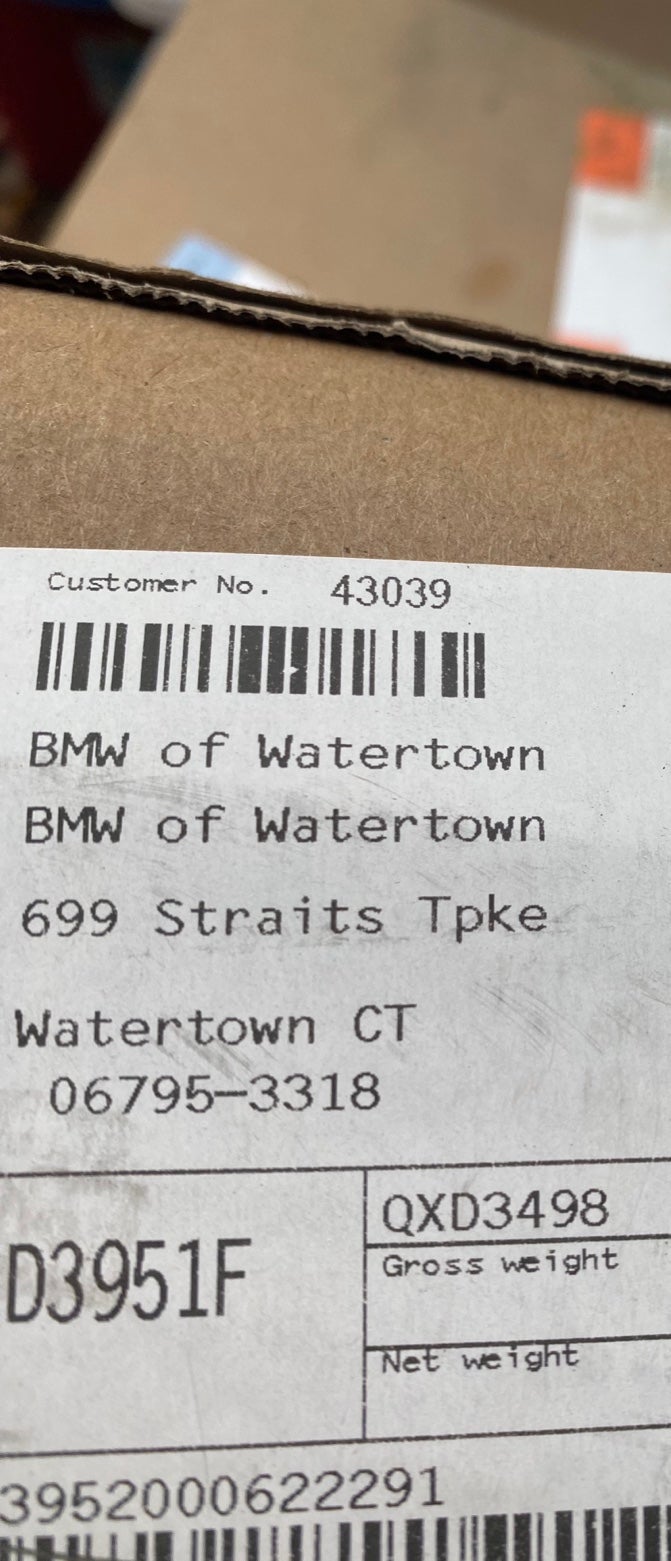 Customer No. 43039
BMW of Watertown
BMW of Watertown
699 Straits Tpke
Watertown CT
06795-3318
QXD3498
D3951F
Gross weight
Net weight
3952000622291